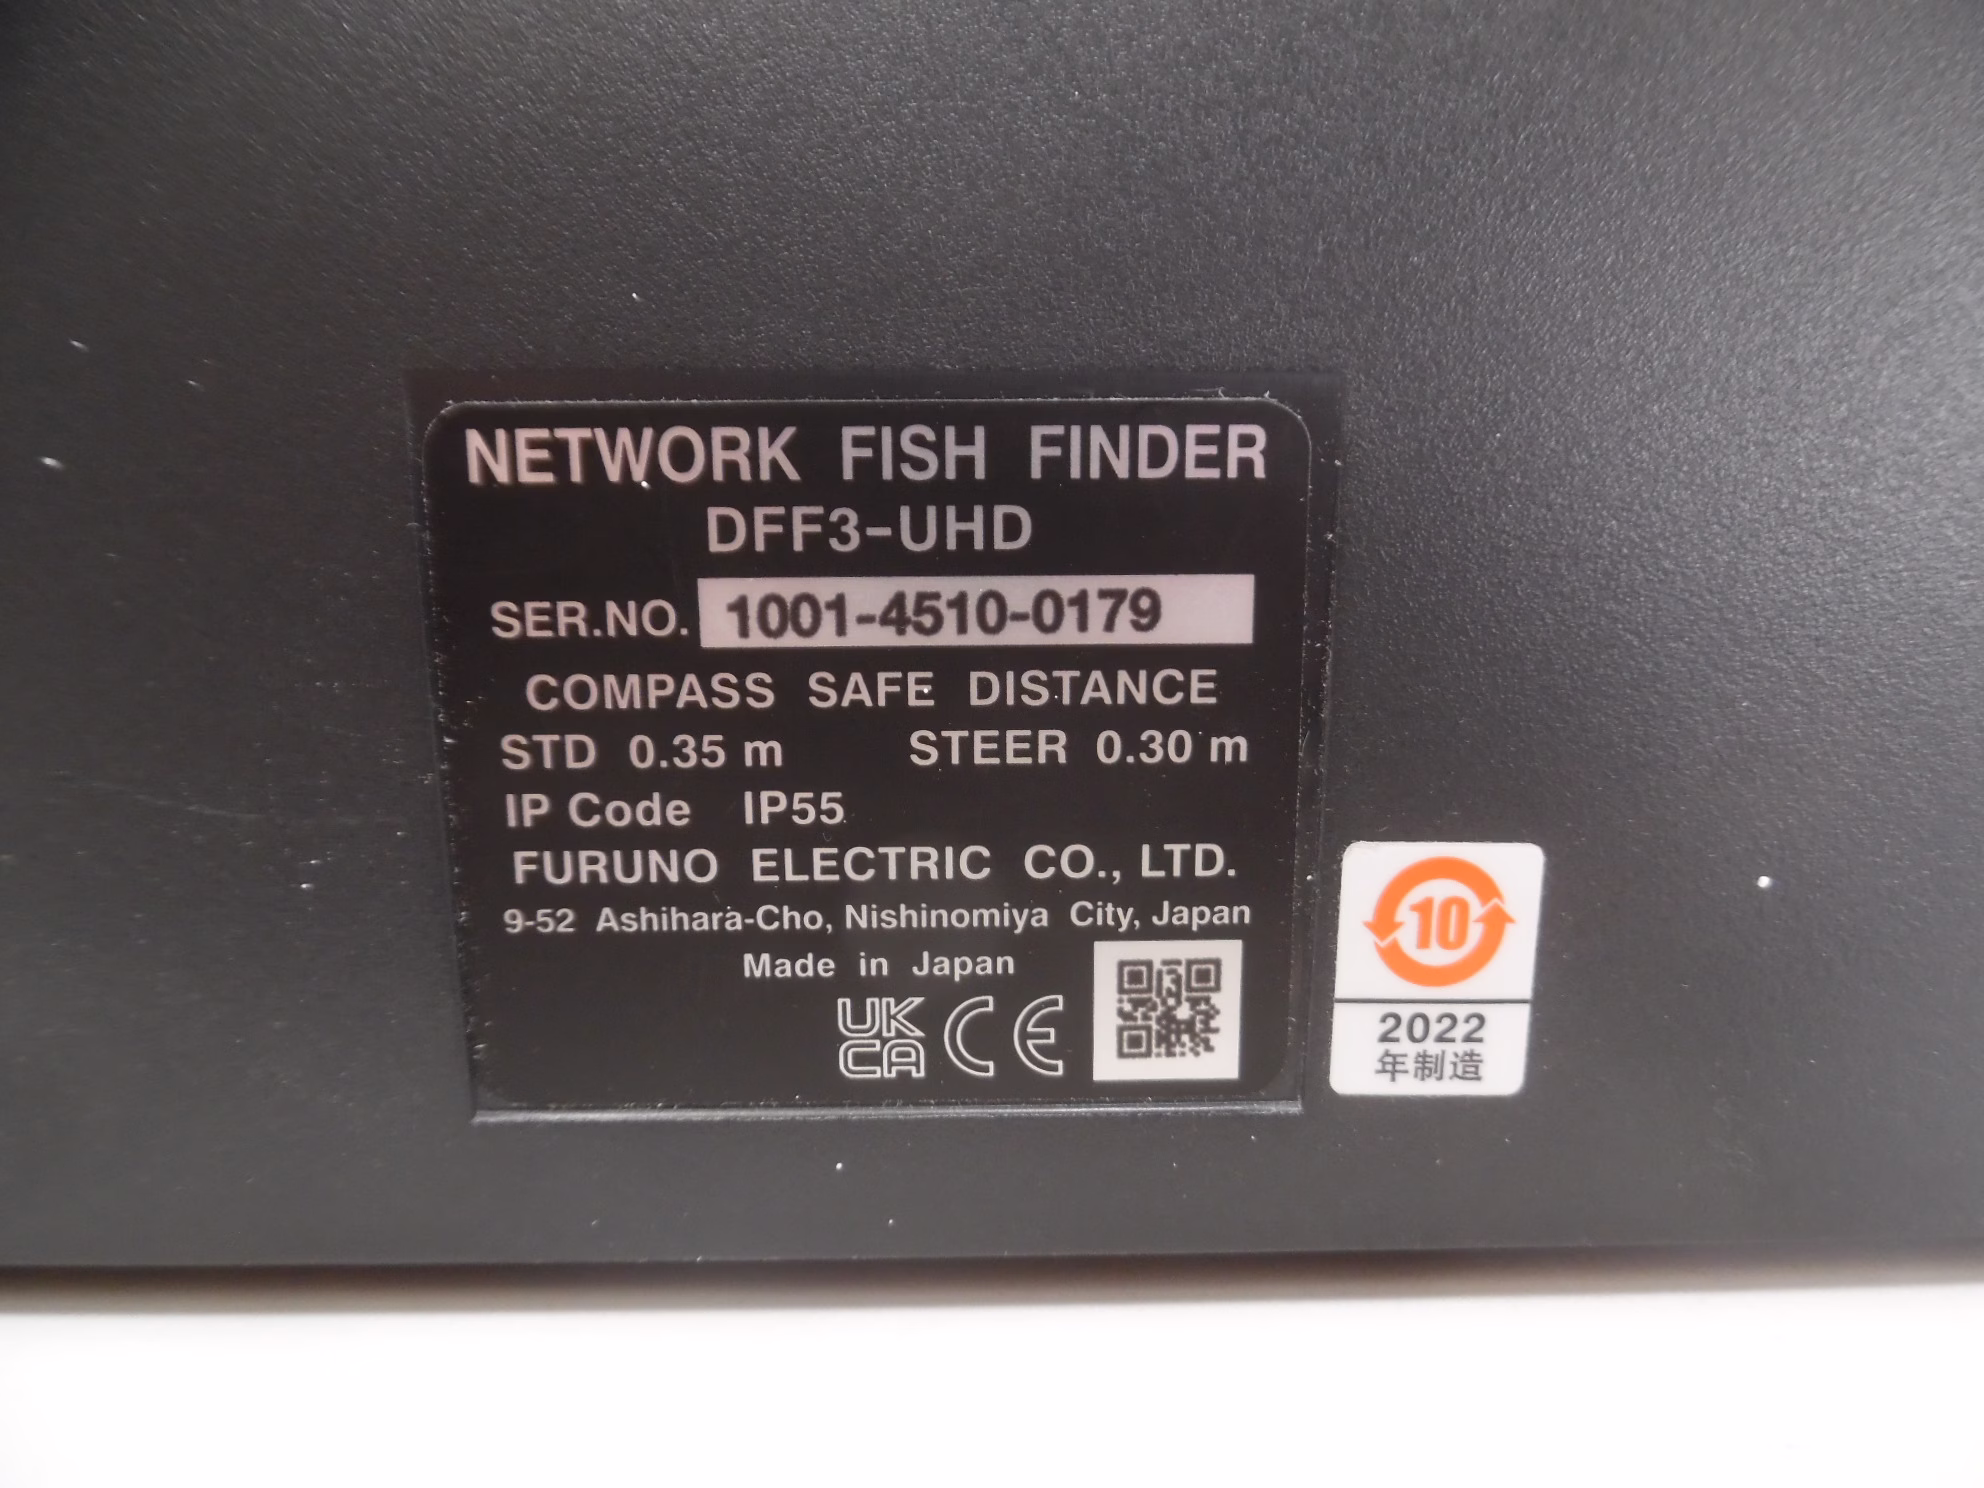 NETWORK FISH FINDER
DFF3-UHD
SER.NO. 1001-4510-0179
COMPASS SAFE DISTANCE
STD 0.35 m STEER 0.30 m
IP Code IP55
FURUNO ELECTRIC CO., LTD.
9-52 Ashihara-Cho, Nishinomiya City, Japan
Made in Japan
UK
CA CE
10
2022
年制造